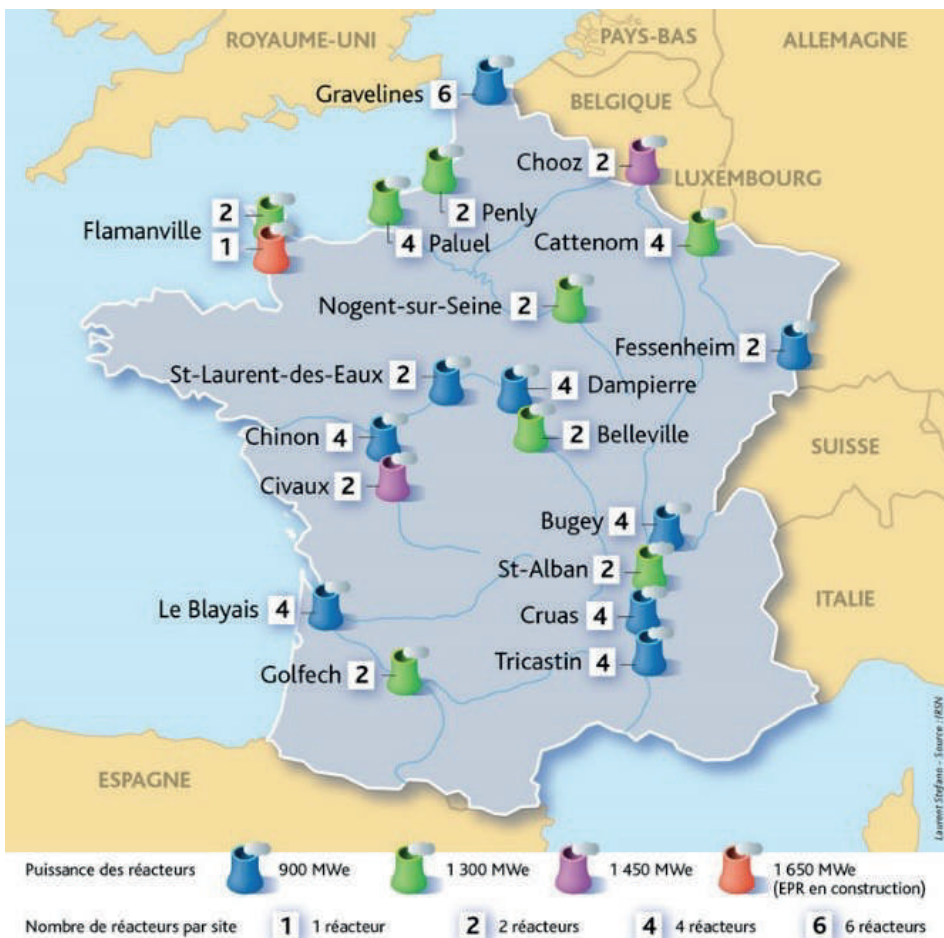 ROYAUME-UNI
PAYS-BAS
ALLEMAGNE
Gravelines 6
BELGIQUE
Chooz 2
LUXEMBOURG
2 Penly
Flamanville 2
1
4 Paluel
Cattenom 4
Nogent-sur-Seine 2
Fessenheim 2
St-Laurent-des-Eaux 2
4 Dampierre
Chinon 4
2 Belleville
SUISSE
Civaux 2
Bugey 4
St-Alban 2
ITALIE
Le Blayais 4
Cruas 4
Golfech 2
Tricastin 4
ESPAGNE
Laurent Stefano - Source : IRSN
Puissance des réacteurs 900 MWe 1 300 MWe 1 450 MWe 1 650 MWe
(EPR en construction)
Nombre de réacteurs par site 1 1 réacteur 2 2 réacteurs 4 4 réacteurs 6 6 réacteurs